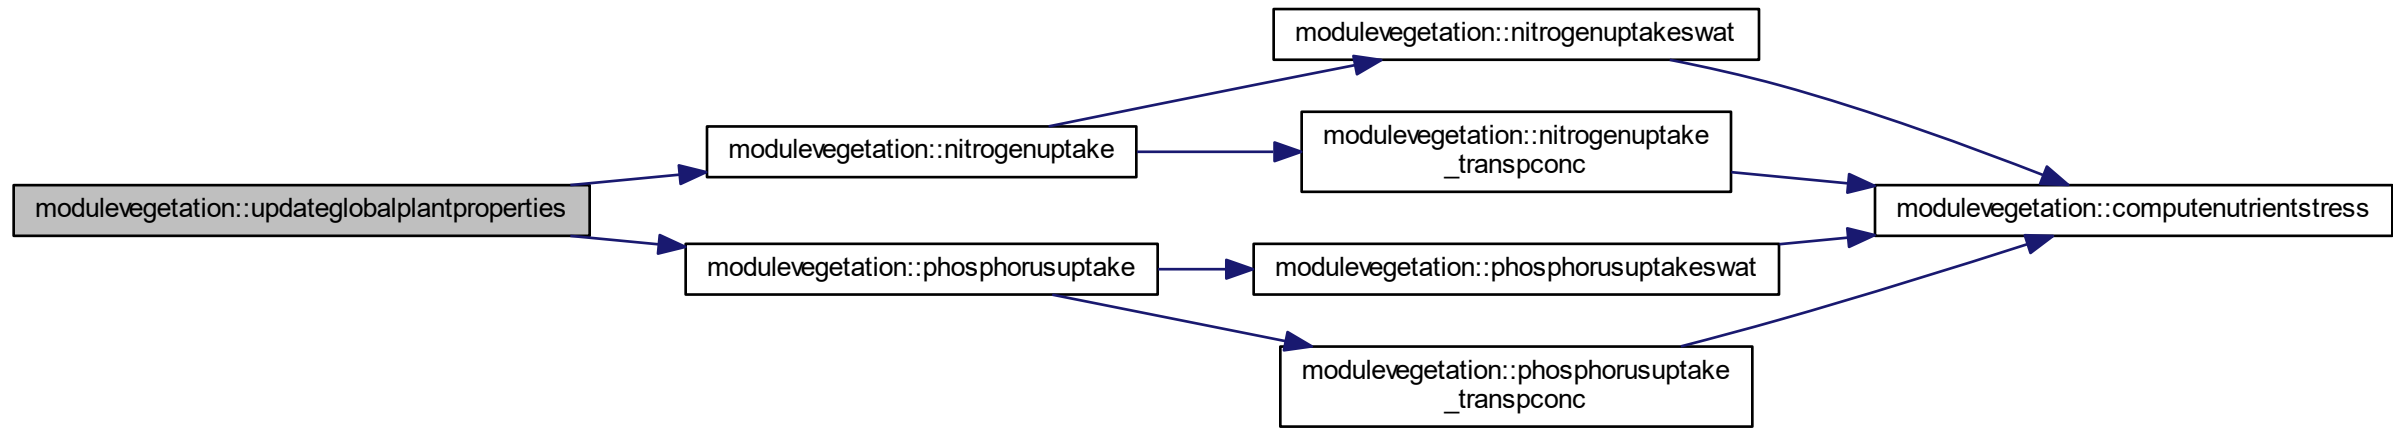 modulevegetation::updateglobalplantproperties
modulevegetation::nitrogenuptake
modulevegetation::phosphorusuptake
modulevegetation::nitrogenuptakeswat
modulevegetation::nitrogenuptake
_transpconc
modulevegetation::phosphorusuptakeswat
modulevegetation::phosphorusuptake
_transpconc
modulevegetation::computenutrientstress